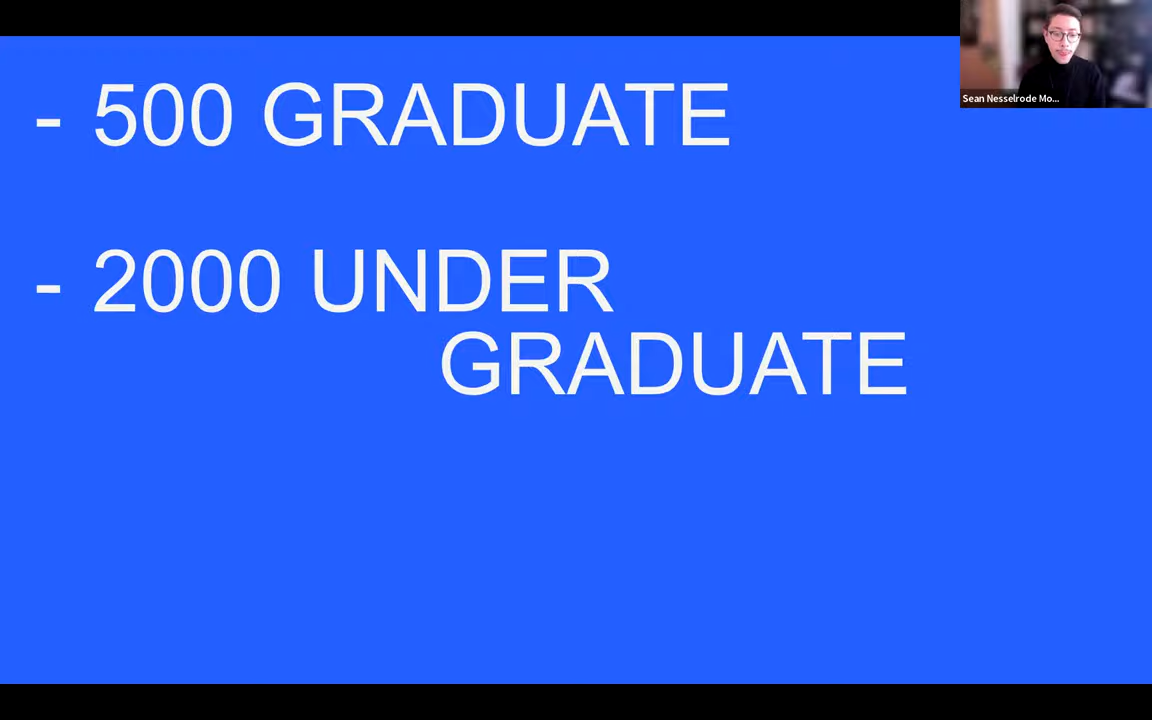 - 500 GRADUATE
- 2000 UNDER
GRADUATE
Sean Nesselrode Mo...